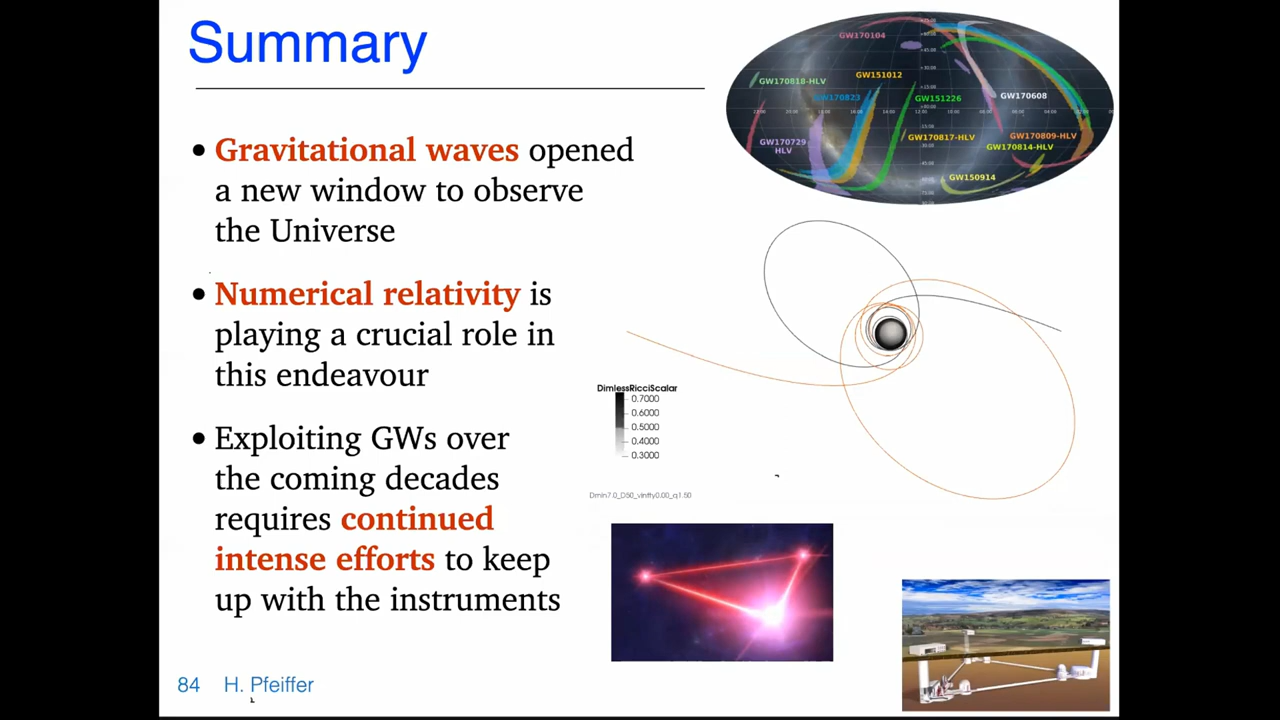 Summary
• Gravitational waves opened
a new window to observe
the Universe
• Numerical relativity is
playing a crucial role in
this endeavour
• Exploiting GWs over
the coming decades
requires continued
intense efforts to keep
up with the instruments
84 H. Pfeiffer
GW170104
GW151012
GW170818-HLV
GW170823
GW151226
GW170608
GW170817-HLV
GW170809-HLV
GW170729
HLV
GW170814-HLV
GW150914
DimlessRicciScalar
0.7000
0.6000
0.5000
0.4000
0.3000
Dmin7.0_D50_vinfty0.00_q1.50